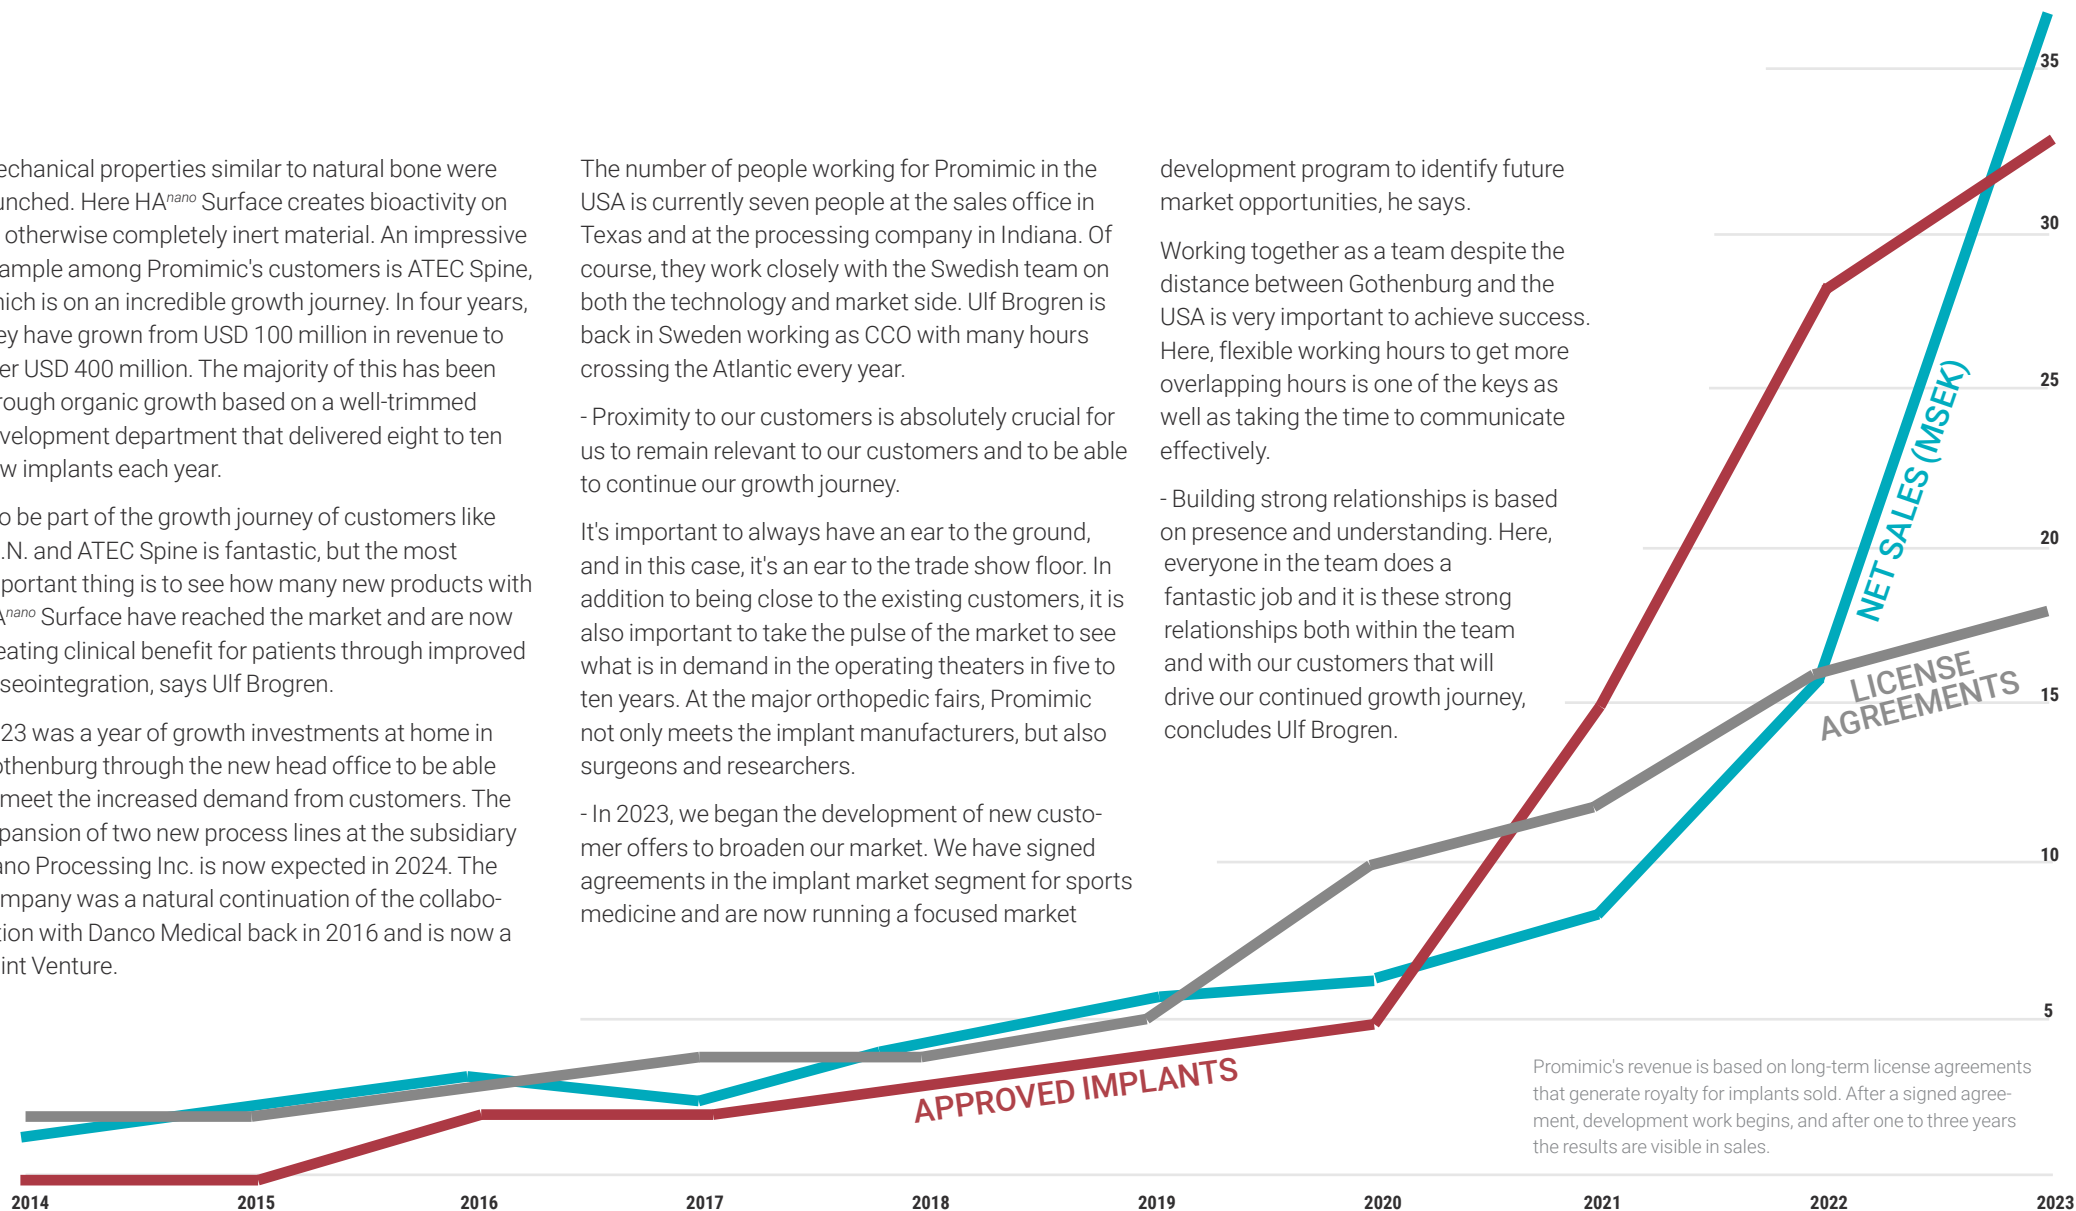 echanical properties similar to natural bone were
unched. Here HAnano Surface creates bioactivity on
otherwise completely inert material. An impressive
ample among Promimic's customers is ATEC Spine,
hich is on an incredible growth journey. In four years,
ey have grown from USD 100 million in revenue to
er USD 400 million. The majority of this has been
rough organic growth based on a well-trimmed
velopment department that delivered eight to ten
w implants each year.
o be part of the growth journey of customers like
.N. and ATEC Spine is fantastic, but the most
portant thing is to see how many new products with
Anano Surface have reached the market and are now
eating clinical benefit for patients through improved
seointegration, says Ulf Brogren.
23 was a year of growth investments at home in
othenburg through the new head office to be able
meet the increased demand from customers. The
pansion of two new process lines at the subsidiary
ano Processing Inc. is now expected in 2024. The
mpany was a natural continuation of the collabo-
tion with Danco Medical back in 2016 and is now a
int Venture.
The number of people working for Promimic in the
USA is currently seven people at the sales office in
Texas and at the processing company in Indiana. Of
course, they work closely with the Swedish team on
both the technology and market side. Ulf Brogren is
back in Sweden working as CCO with many hours
crossing the Atlantic every year.
- Proximity to our customers is absolutely crucial for
us to remain relevant to our customers and to be able
to continue our growth journey.
It's important to always have an ear to the ground,
and in this case, it's an ear to the trade show floor. In
addition to being close to the existing customers, it is
also important to take the pulse of the market to see
what is in demand in the operating theaters in five to
ten years. At the major orthopedic fairs, Promimic
not only meets the implant manufacturers, but also
surgeons and researchers.
- In 2023, we began the development of new custo-
mer offers to broaden our market. We have signed
agreements in the implant market segment for sports
medicine and are now running a focused market
development program to identify future
market opportunities, he says.
Working together as a team despite the
distance between Gothenburg and the
USA is very important to achieve success.
Here, flexible working hours to get more
overlapping hours is one of the keys as
well as taking the time to communicate
effectively.
- Building strong relationships is based
on presence and understanding. Here,
everyone in the team does a
fantastic job and it is these strong
relationships both within the team
and with our customers that will
drive our continued growth journey,
concludes Ulf Brogren.
35
30
25
20
15
10
5
NET SALES (MSEK)
LICENSE
AGREEMENTS
APPROVED IMPLANTS
Promimic's revenue is based on long-term license agreements
that generate royalty for implants sold. After a signed agree-
ment, development work begins, and after one to three years
the results are visible in sales.
2014
2015
2016
2017
2018
2019
2020
2021
2022
2023